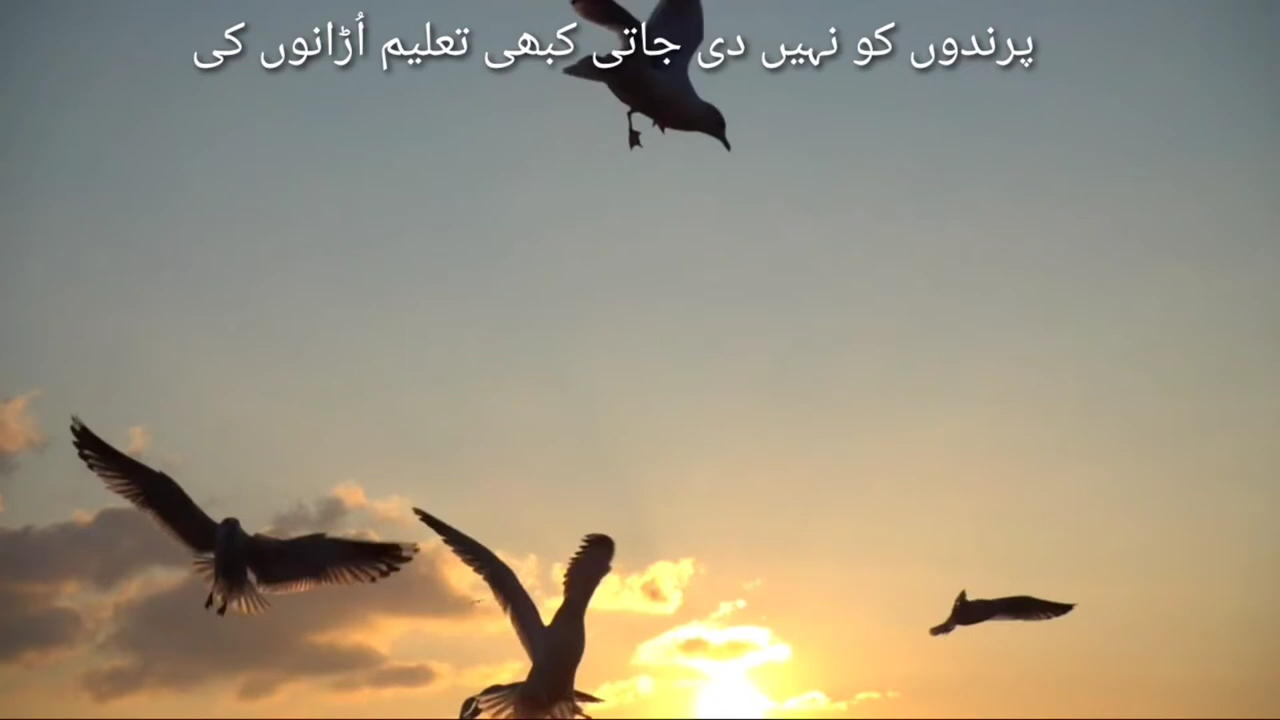 پرندوں کو نہیں دی جاتی کبھی تعلیم اُڑانوں کی